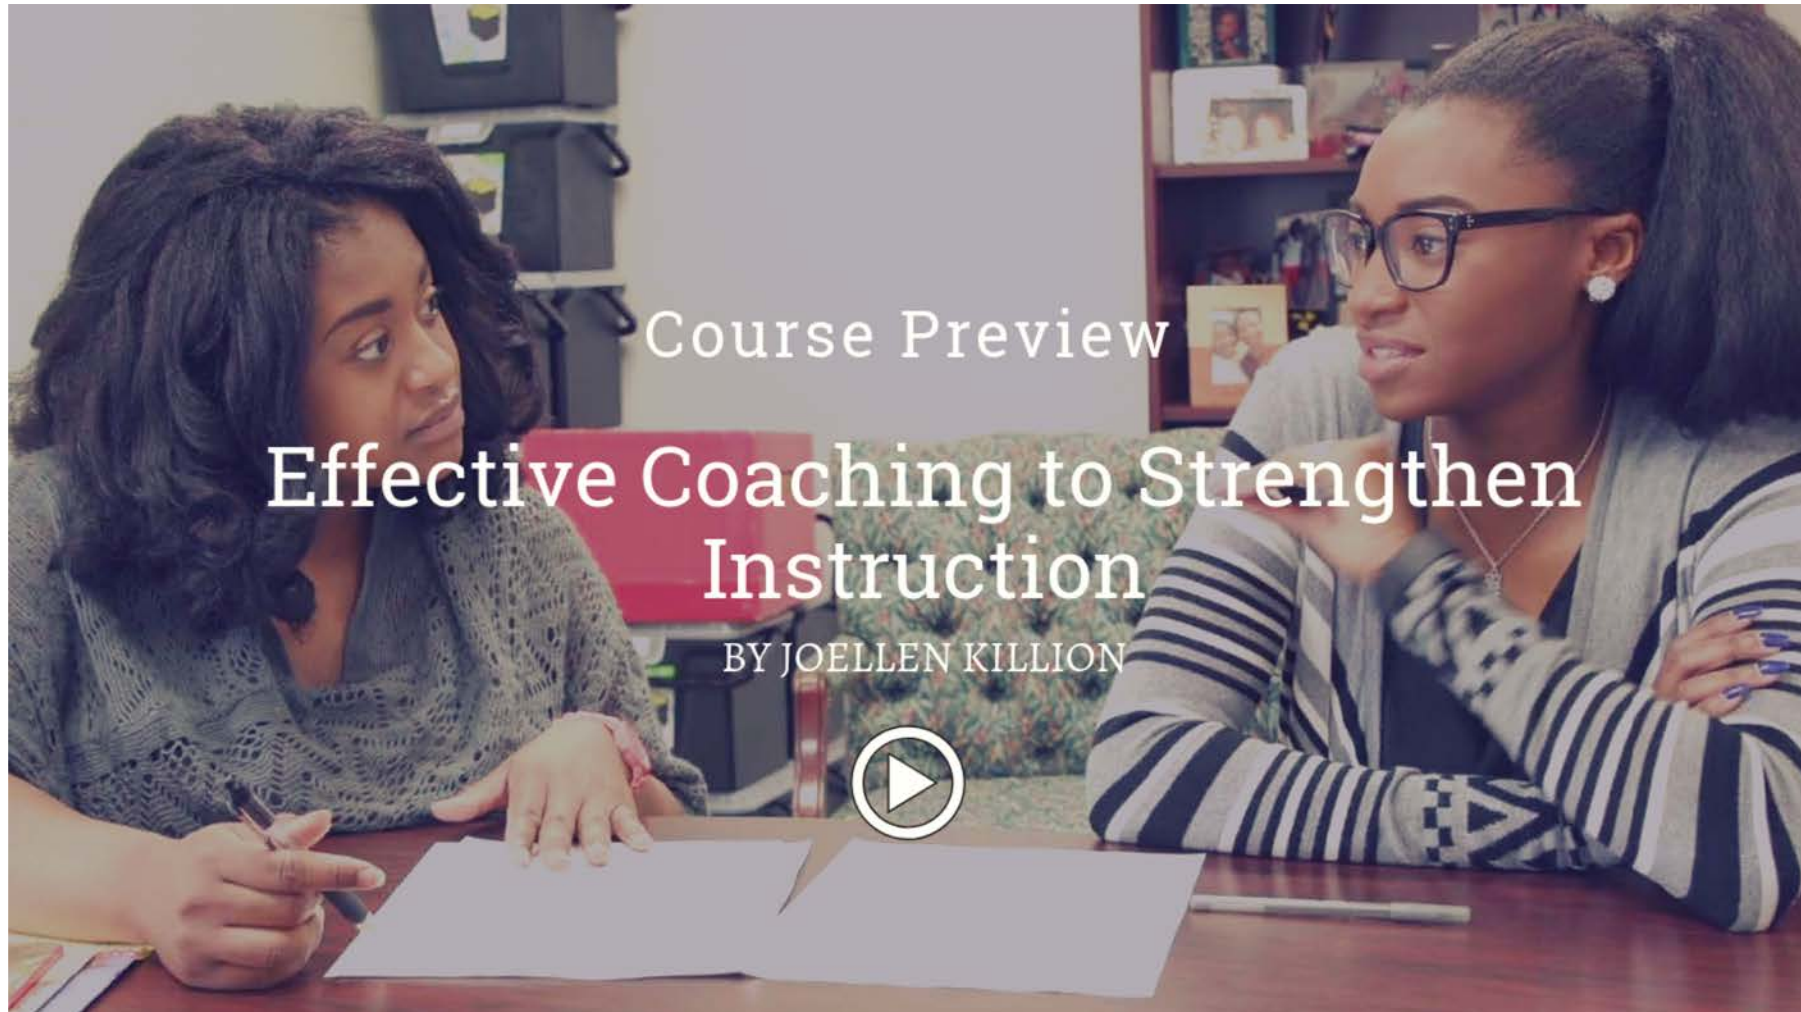 Course Preview
Effective Coaching to Strengthen
Instruction
BY JOELLEN KILLION